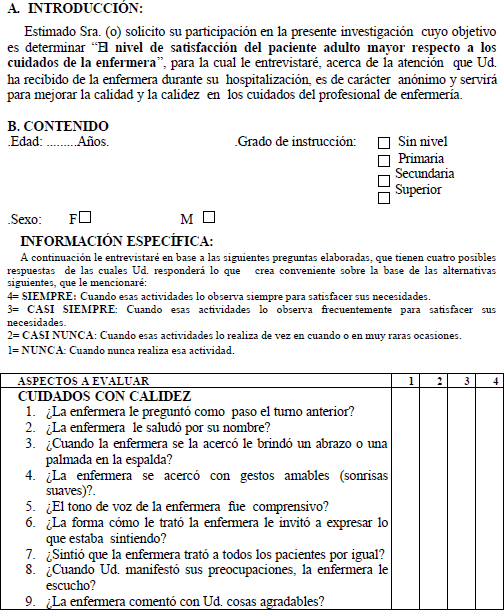 A. INTRODUCCIÓN:
Estimado Sra. (o) solicito su participación en la presente investigación cuyo objetivo
es determinar “El nivel de satisfacción del paciente adulto mayor respecto a los
cuidados de la enfermera”, para la cual le entrevistaré, acerca de la atención que Ud.
ha recibido de la enfermera durante su hospitalización, es de carácter anónimo y servirá
para mejorar la calidad y la calidez en los cuidados del profesional de enfermería.
B. CONTENIDO
.Edad: .........Años. .Grado de instrucción: Sin nivel
Primaria
Secundaria
Superior
.Sexo: F M
INFORMACIÓN ESPECÍFICA:
A continuación le entrevistaré en base a las siguientes preguntas elaboradas, que tienen cuatro posibles
respuestas de las cuales Ud. responderá lo que crea conveniente sobre la base de las alternativas
siguientes, que le mencionaré:
4= SIEMPRE: Cuando esas actividades lo observa siempre para satisfacer sus necesidades.
3= CASI SIEMPRE: Cuando esas actividades lo observa frecuentemente para satisfacer sus
necesidades.
2= CASI NUNCA: Cuando esas actividades lo realiza de vez en cuando o en muy raras ocasiones.
1= NUNCA: Cuando nunca realiza esa actividad.
ASPECTOS A EVALUAR 1 2 3 4
CUIDADOS CON CALIDEZ
1. ¿La enfermera le preguntó como paso el turno anterior?
2. ¿La enfermera le saludó por su nombre?
3. ¿Cuando la enfermera se la acercó le brindó un abrazo o una
palmada en la espalda?
4. ¿La enfermera se acercó con gestos amables (sonrisas
suaves)?.
5. ¿El tono de voz de la enfermera fue comprensivo?
6. ¿La forma cómo le trató la enfermera le invitó a expresar lo
que estaba sintiendo?
7. ¿Sintió que la enfermera trató a todos los pacientes por igual?
8. ¿Cuando Ud. manifestó sus preocupaciones, la enfermera le
escucho?
9. ¿La enfermera comentó con Ud. cosas agradables?